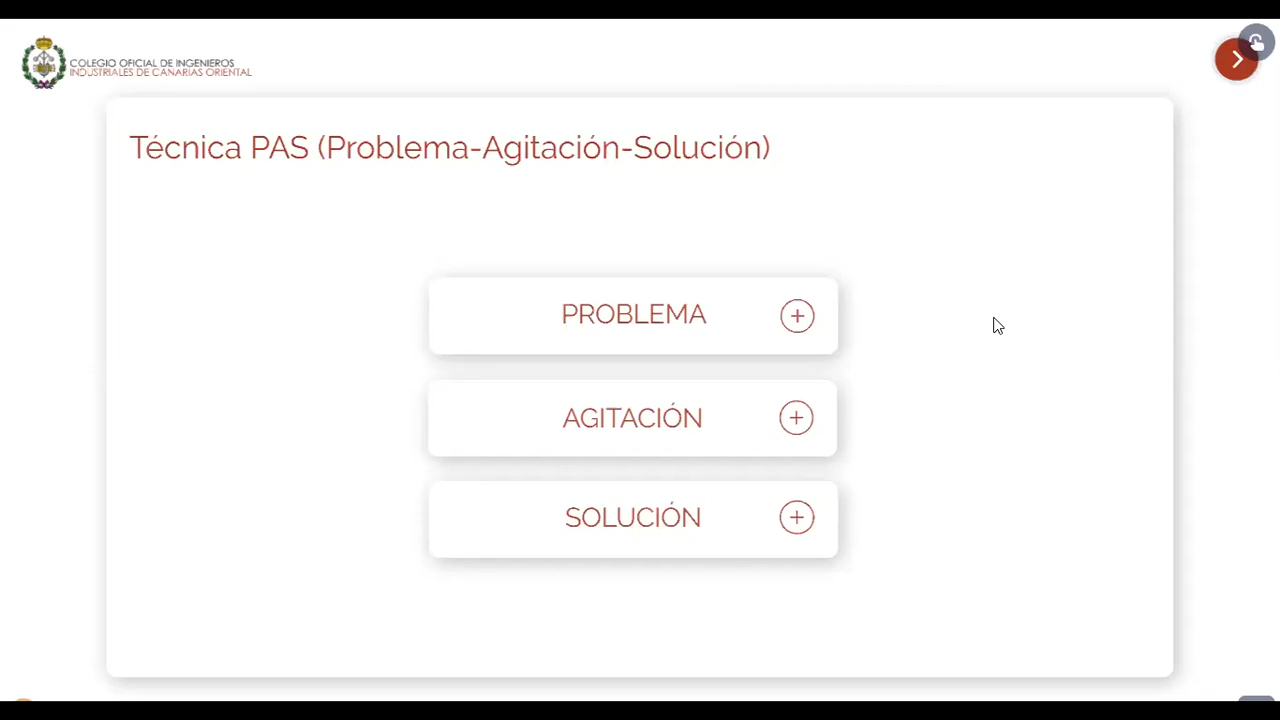 COLEGIO OFICIAL DE INGENIEROS
INDUSTRIALES DE CANARIAS ORIENTAL
Técnica PAS (Problema-Agitación-Solución)
PROBLEMA
AGITACIÓN
SOLUCIÓN